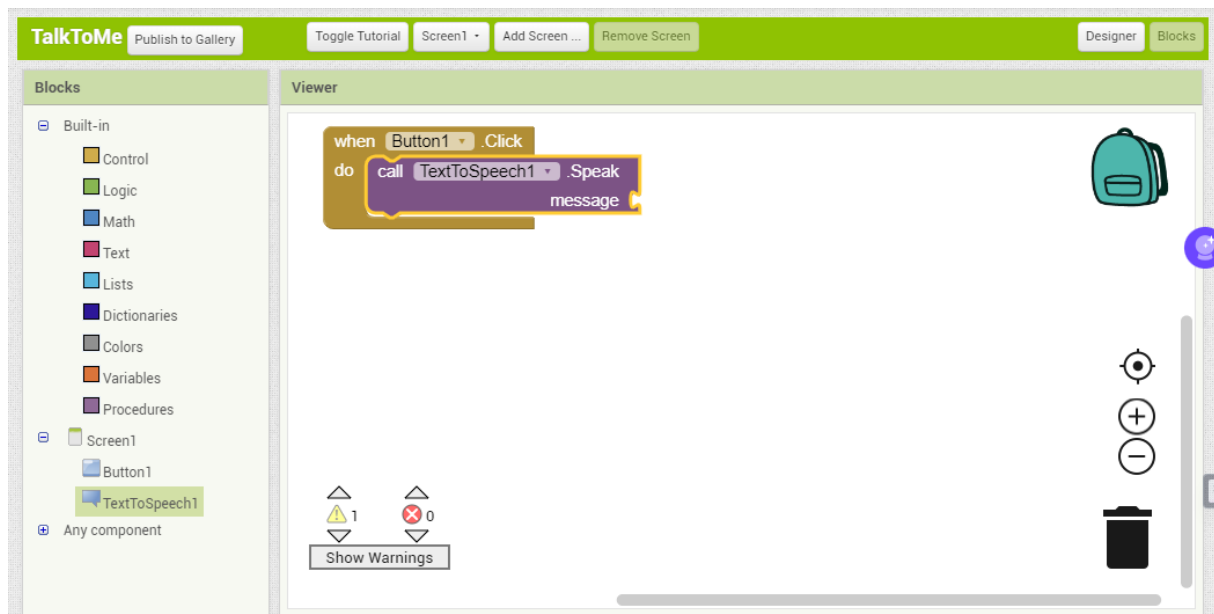 TalkToMe Publish to Gallery Toggle Tutorial Screen1 Add Screen ... Remove Screen Designer Blocks
Blocks
Viewer
Built-in
Control
Logic
Math
Text
Lists
Dictionaries
Colors
Variables
Procedures
Screen1
Button1
TextToSpeech1
Any component
when Button1 .Click
do call TextToSpeech1 .Speak
message
1 0
Show Warnings